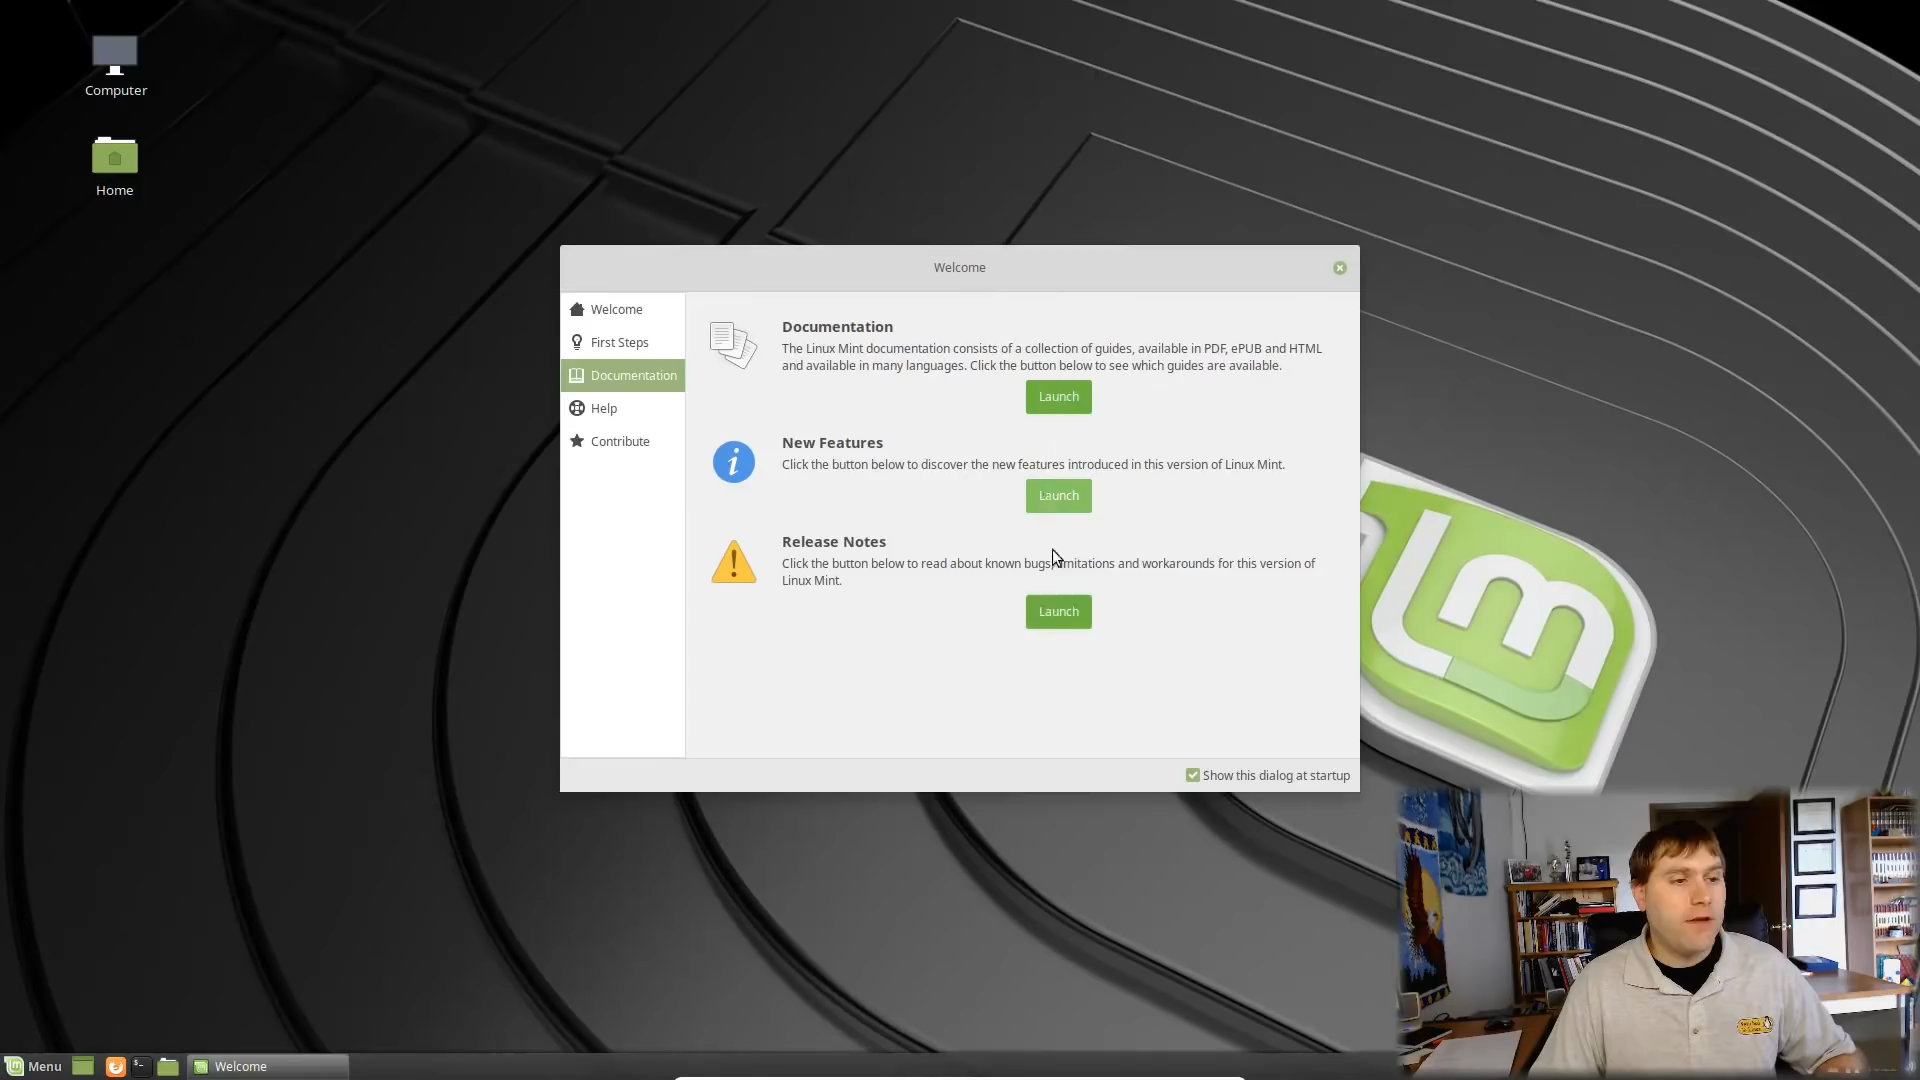 Computer
Home
Welcome
Welcome
First Steps
Documentation
Help
Contribute
Documentation
The Linux Mint documentation consists of a collection of guides, available in PDF, ePUB and HTML
and available in many languages. Click the button below to see which guides are available.
Launch
New Features
Click the button below to discover the new features introduced in this version of Linux Mint.
Launch
Release Notes
Click the button below to read about known bugs, limitations and workarounds for this version of
Linux Mint.
Launch
Show this dialog at startup
Menu
Welcome